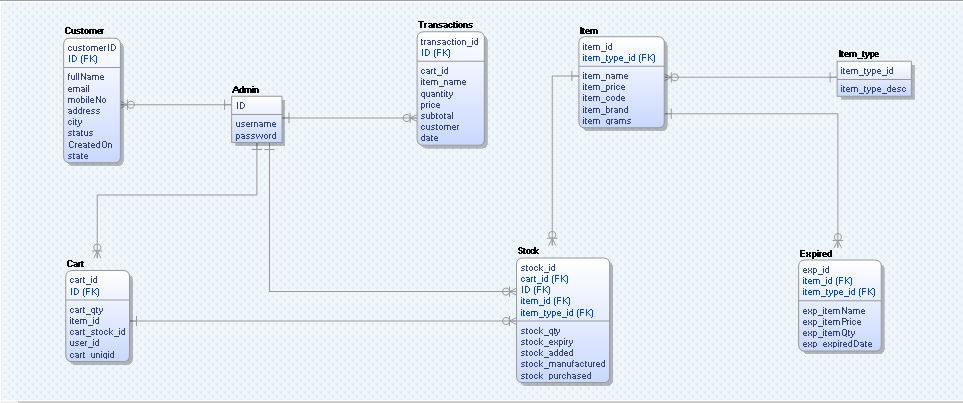 Customer
customerID
ID (FK)
fullName
email
mobileNo
address
city
status
CreatedOn
state
Admin
ID
username
password
Transactions
transaction_id
ID (FK)
cart_id
item_name
quantity
price
subtotal
customer
date
Item
item_id
item_type_id (FK)
item_name
item_price
item_code
item_brand
item_grams
Item_type
item_type_id
item_type_desc
Cart
cart_id
ID (FK)
cart_qty
item_id
cart_stock_id
user_id
cart_uniqid
Stock
stock_id
cart_id (FK)
ID (FK)
item_id (FK)
item_type_id (FK)
stock_qty
stock_expiry
stock_added
stock_manufactured
stock_purchased
Expired
exp_id
item_id (FK)
item_type_id (FK)
exp_itemName
exp_itemPrice
exp_itemQty
exp_expiredDate